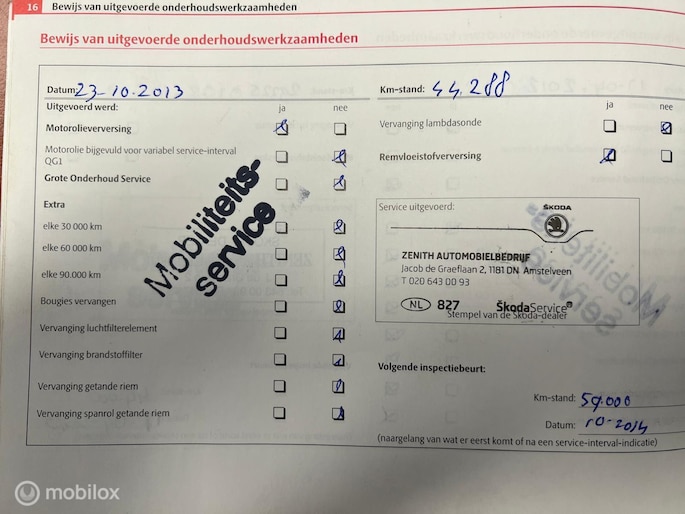 16 Bewijs van uitgevoerde onderhoudswerkzaamheden
Bewijs van uitgevoerde onderhoudswerkzaamheden
Datum: 23-10.2013 Km-stand: 44.288
Uitgevoerd werd: ja nee ja nee
Motorolieverversing
Vervanging lambdasonde
Motorolie bijgevuld voor variabel service-interval
QG1
Remvloeistofverversing
Grote Onderhoud Service
Extra
elke 30 000 km
elke 60 000 km
elke 90.000 km
Bougies vervangen
Vervanging luchtfilterelement
Vervanging brandstoffilter
Vervanging getande riem
Vervanging spanrol getande riem
Mobiliteits-
service
Service uitgevoerd:
ŠKODA
ZENITH AUTOMOBIELBEDRIJF
Jacob de Graeflaan 2, 1181 DN Amstelveen
T 020 643 00 93
NL 827 ŠkodaService
Stempel van de Škoda-dealer
Mobiliteits-
service
Volgende inspectiebeurt:
Km-stand: 59.000
Datum: 10-2014
(naargelang van wat er eerst komt of na een service-interval-indicatie)
mobilox